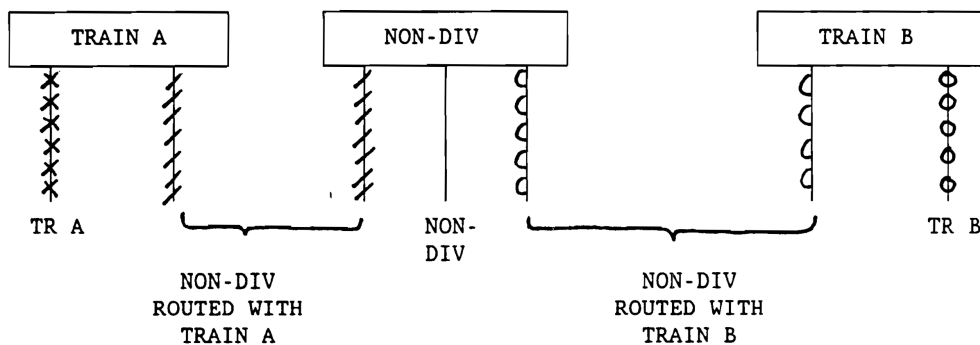 TRAIN A
NON-DIV
TRAIN B
TR A
NON-
DIV
TR B
NON-DIV
ROUTED WITH
TRAIN A
NON-DIV
ROUTED WITH
TRAIN B